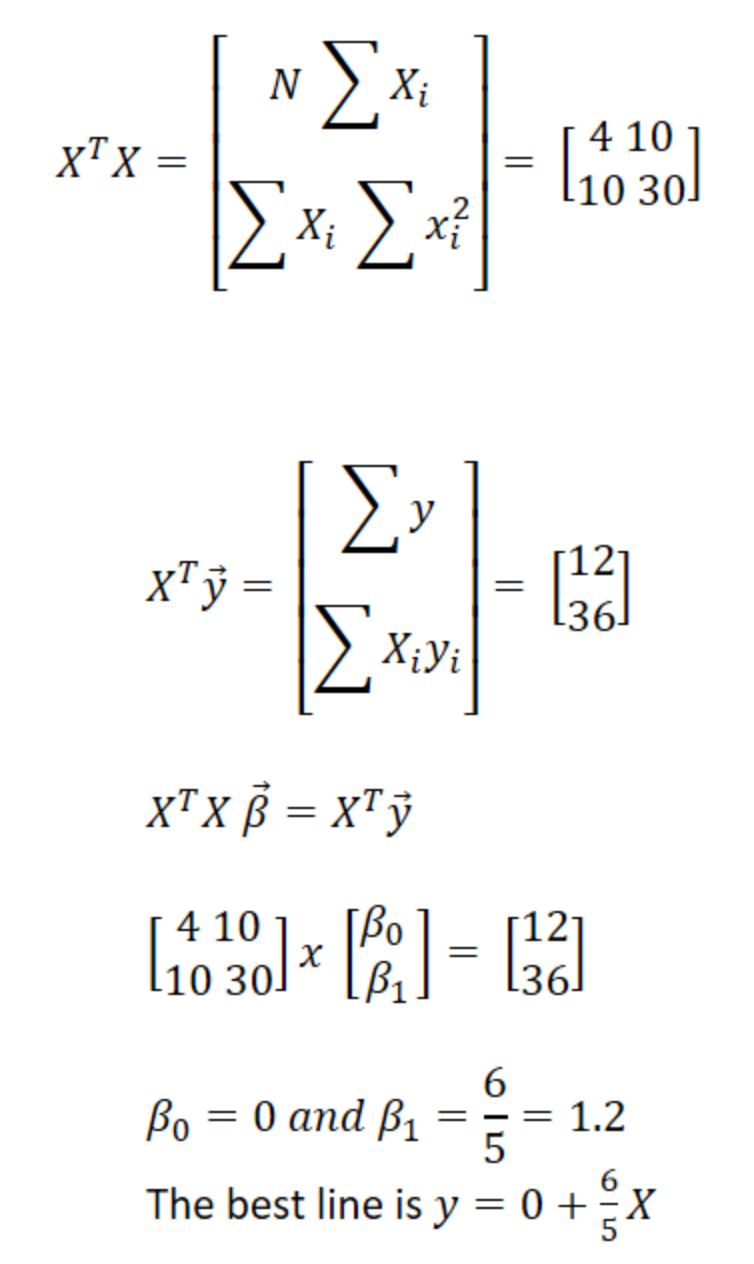 X^T X = [ N ∑ X_i ; ∑ X_i ∑ x_i^2 ] = [ 4 10 ; 10 30 ]
X^T y⃗ = [ ∑ y ; ∑ X_i y_i ] = [ 12 ; 36 ]
X^T X β⃗ = X^T y⃗
[ 4 10 ; 10 30 ] x [ β_0 ; β_1 ] = [ 12 ; 36 ]
β_0 = 0 and β_1 = 6/5 = 1.2
The best line is y = 0 + 6/5 X